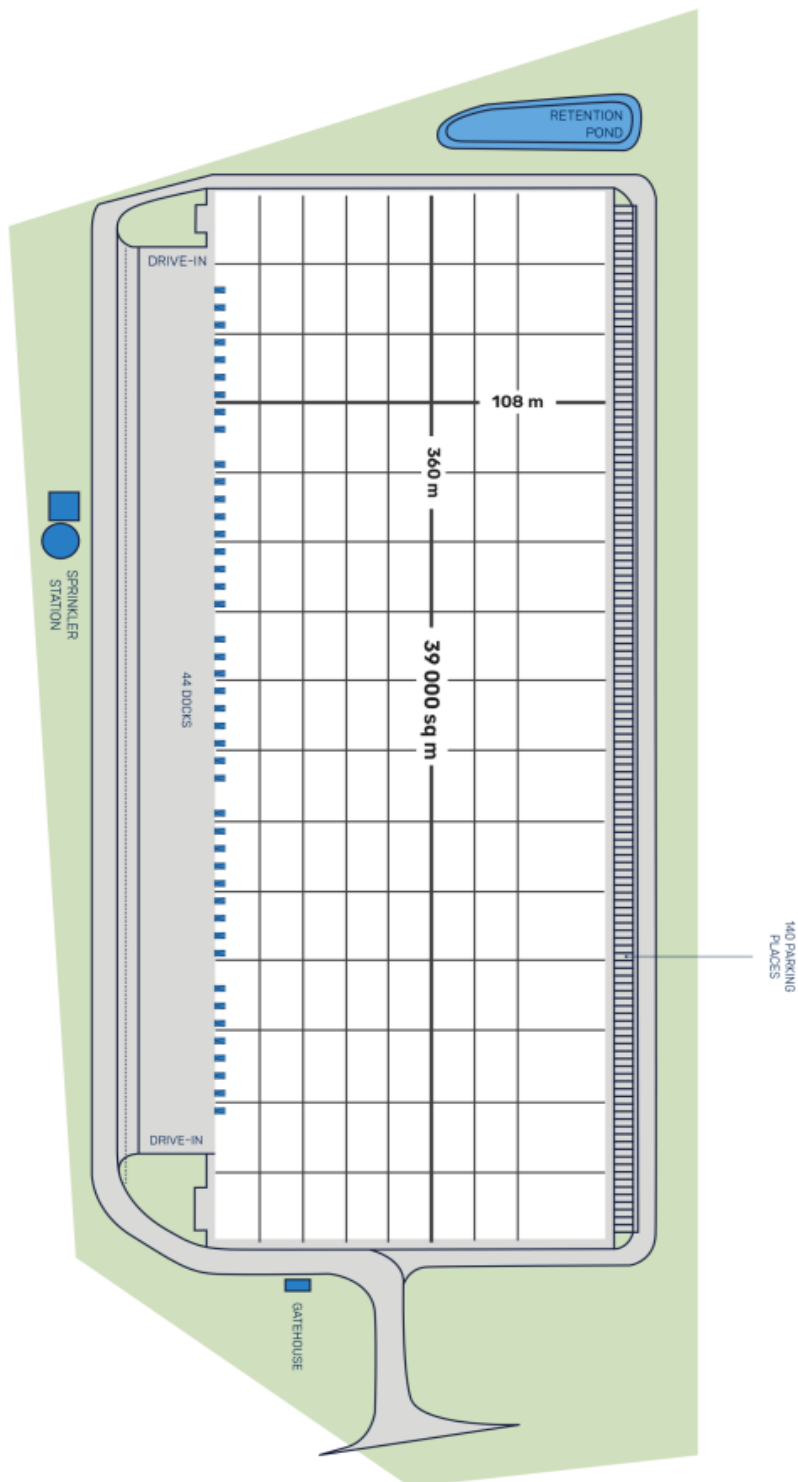 RETENTION
POND
DRIVE-IN
108 m
360 m
SPRINKLER
STATION
39 000 sq m
44 DOCKS
140 PARKING
PLACES
DRIVE-IN
GATEHOUSE